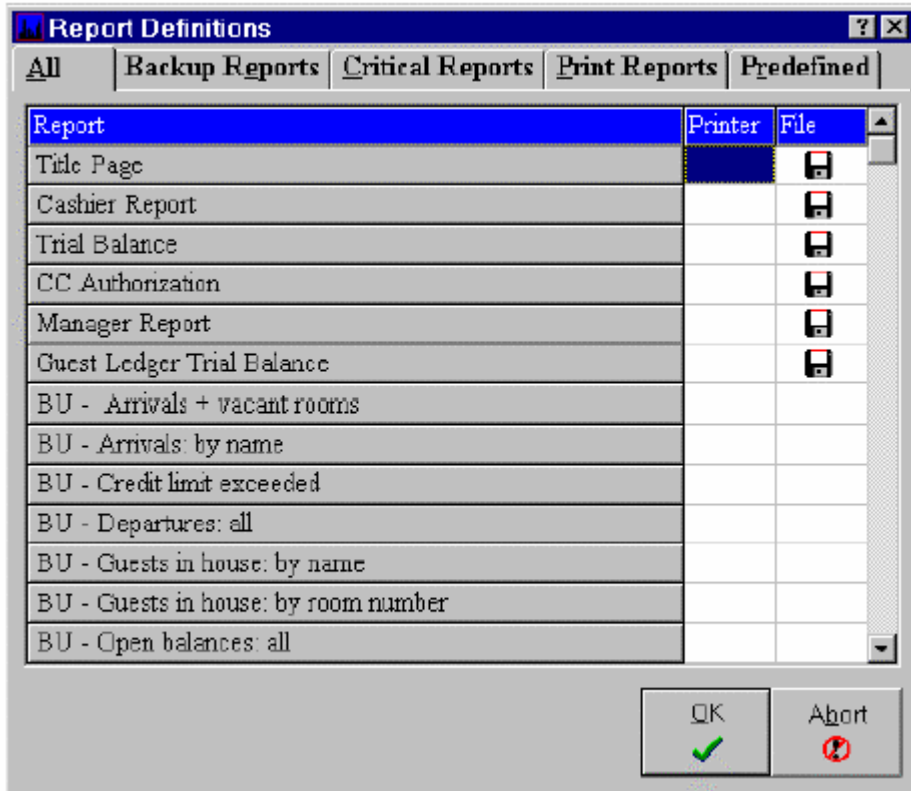 Report Definitions
All Backup Reports Critical Reports Print Reports Predefined
Report Printer File
Title Page
Cashier Report
Trial Balance
CC Authorization
Manager Report
Guest Ledger Trial Balance
BU - Arrivals + vacant rooms
BU - Arrivals: by name
BU - Credit limit exceeded
BU - Departures: all
BU - Guests in house: by name
BU - Guests in house: by room number
BU - Open balances: all
OK Abort